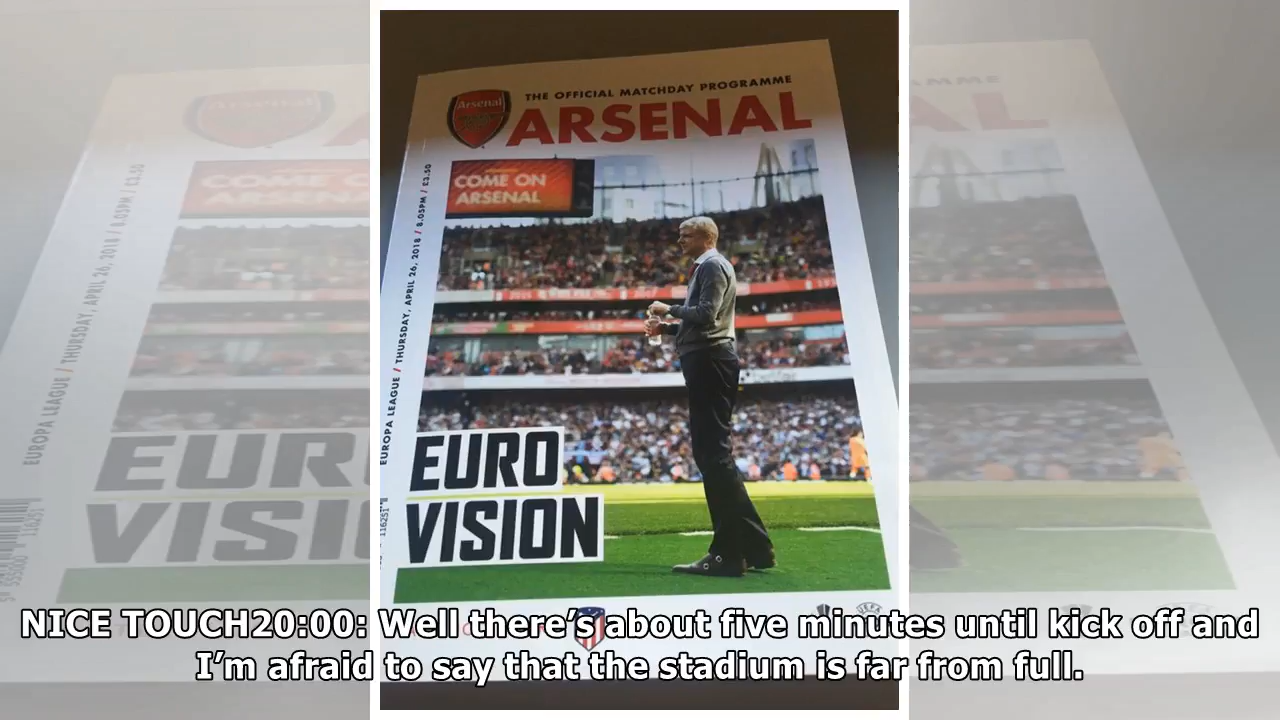 THE OFFICIAL MATCHDAY PROGRAMME
Arsenal
ARSENAL
COME ON
ARSENAL
EUROPA LEAGUE / THURSDAY, APRIL 26, 2018 / 8.05PM / £3.50
EURO
VISION
NICE TOUCH20:00: Well there’s about five minutes until kick off and
I’m afraid to say that the stadium is far from full.